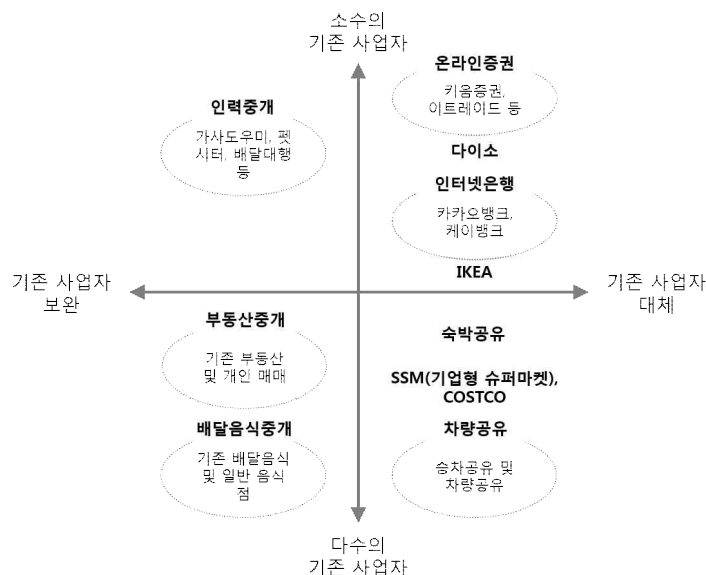 소수의
기존 사업자
온라인증권
키움증권,
이트레이드 등
인력중개
가사도우미, 펫
시터, 배달대행
등
다이소
인터넷은행
카카오뱅크,
케이뱅크
IKEA
기존 사업자
보완
기존 사업자
대체
부동산중개
기존 부동산
및 개인 매매
숙박공유
SSM(기업형 슈퍼마켓),
COSTCO
배달음식중개
기존 배달음식
및 일반 음식
점
차량공유
승차공유 및
차량공유
다수의
기존 사업자